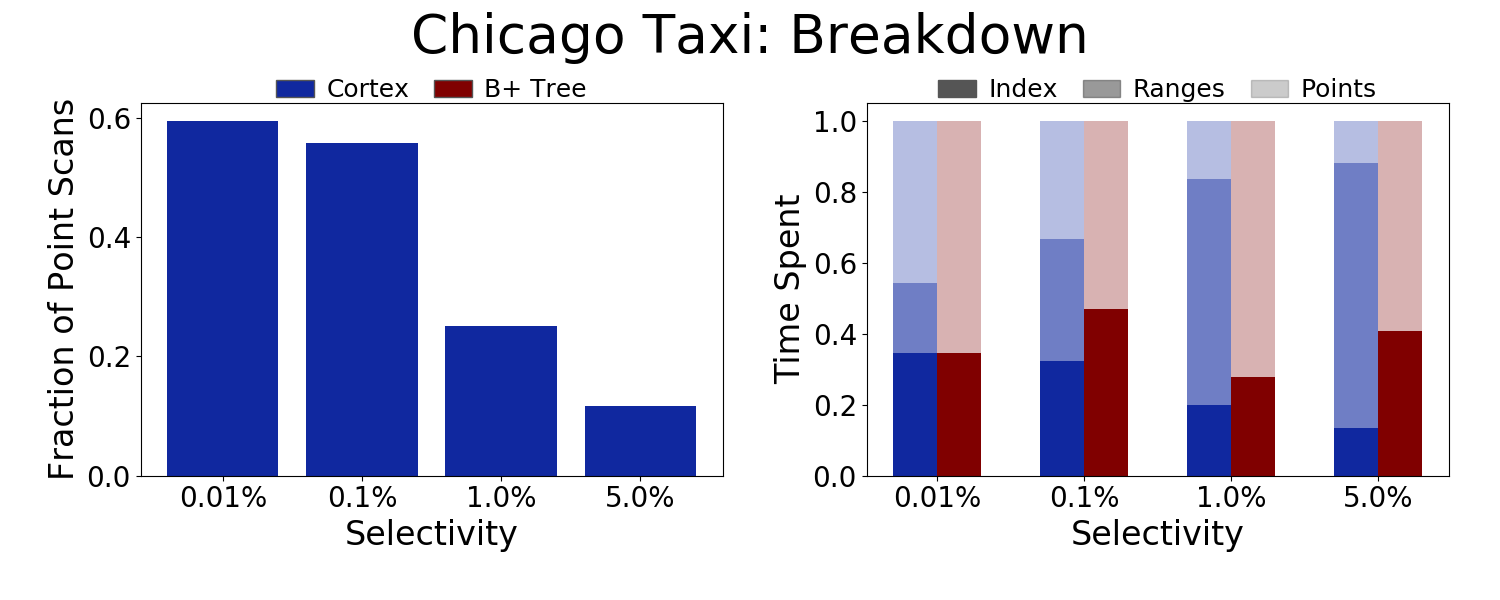 Chicago Taxi: Breakdown
Cortex B+ Tree
Fraction of Point Scans
0.6
0.4
0.2
0.0
0.01% 0.1% 1.0% 5.0%
Selectivity
Index Ranges Points
Time Spent
1.0
0.8
0.6
0.4
0.2
0.0
0.01% 0.1% 1.0% 5.0%
Selectivity